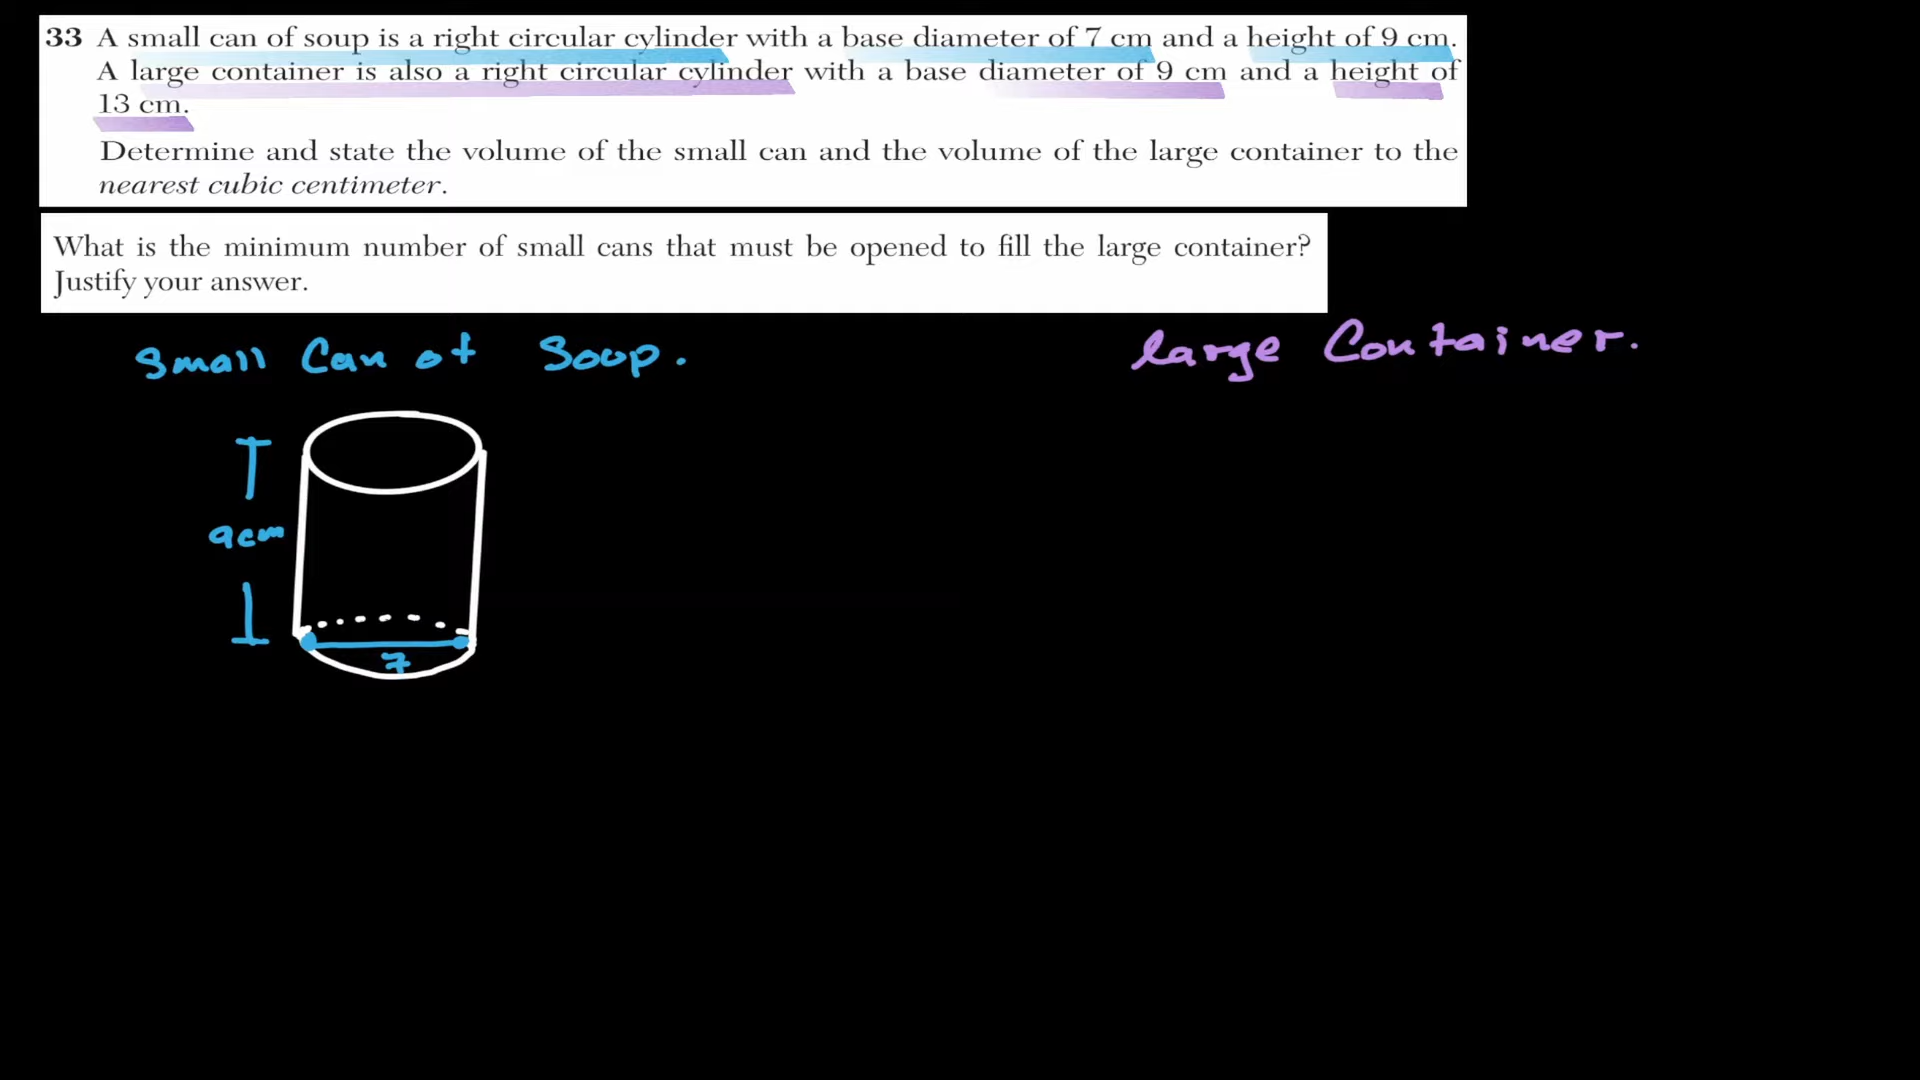 33 A small can of soup is a right circular cylinder with a base diameter of 7 cm and a height of 9 cm.
A large container is also a right circular cylinder with a base diameter of 9 cm and a height of
13 cm.
Determine and state the volume of the small can and the volume of the large container to the
nearest cubic centimeter.
What is the minimum number of small cans that must be opened to fill the large container?
Justify your answer.
Small Can of Soup.
large Container.
9cm
7